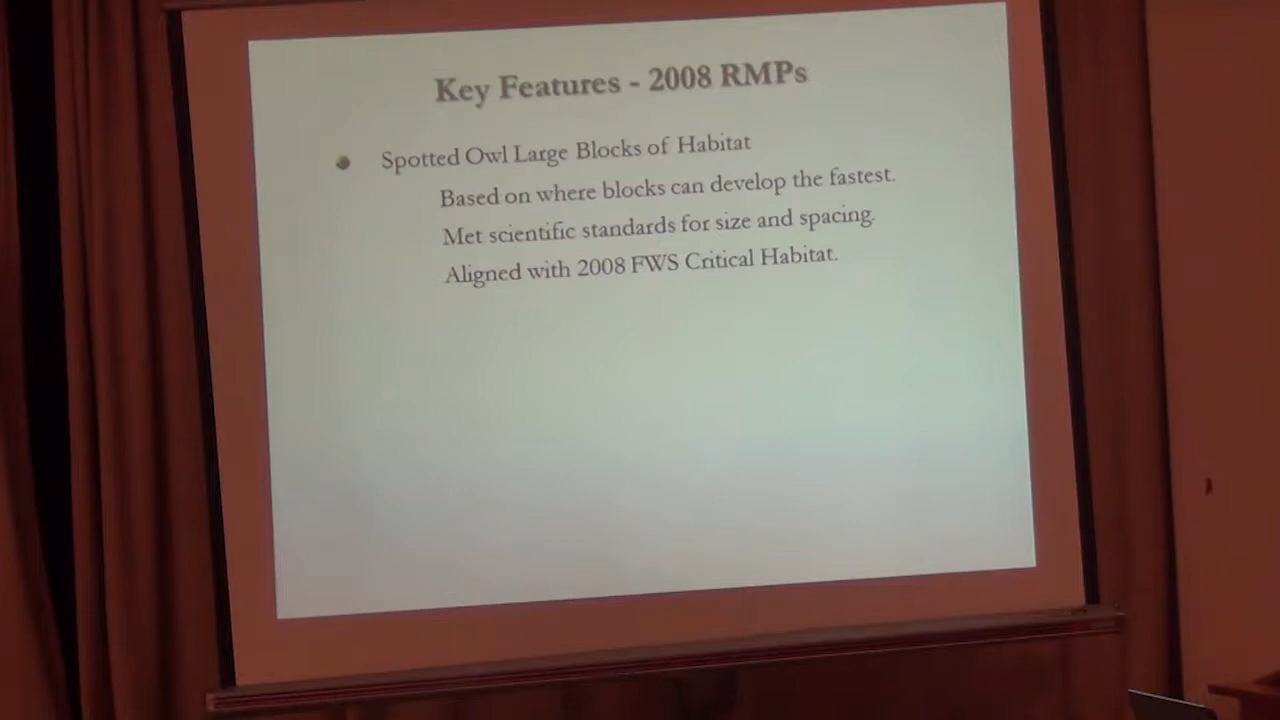 Key Features - 2008 RMPs
Spotted Owl Large Blocks of Habitat
Based on where blocks can develop the fastest.
Met scientific standards for size and spacing.
Aligned with 2008 FWS Critical Habitat.